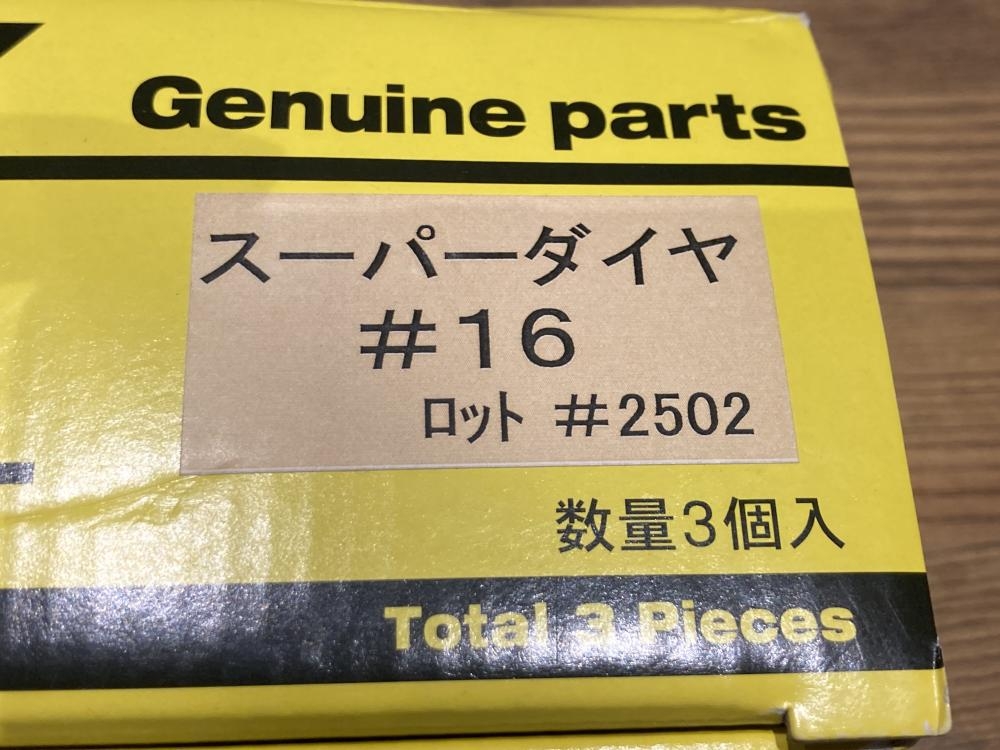 Genuine parts
スーパーダイヤ
#16
ロット #2502
数量3個入
Total 3 Pieces